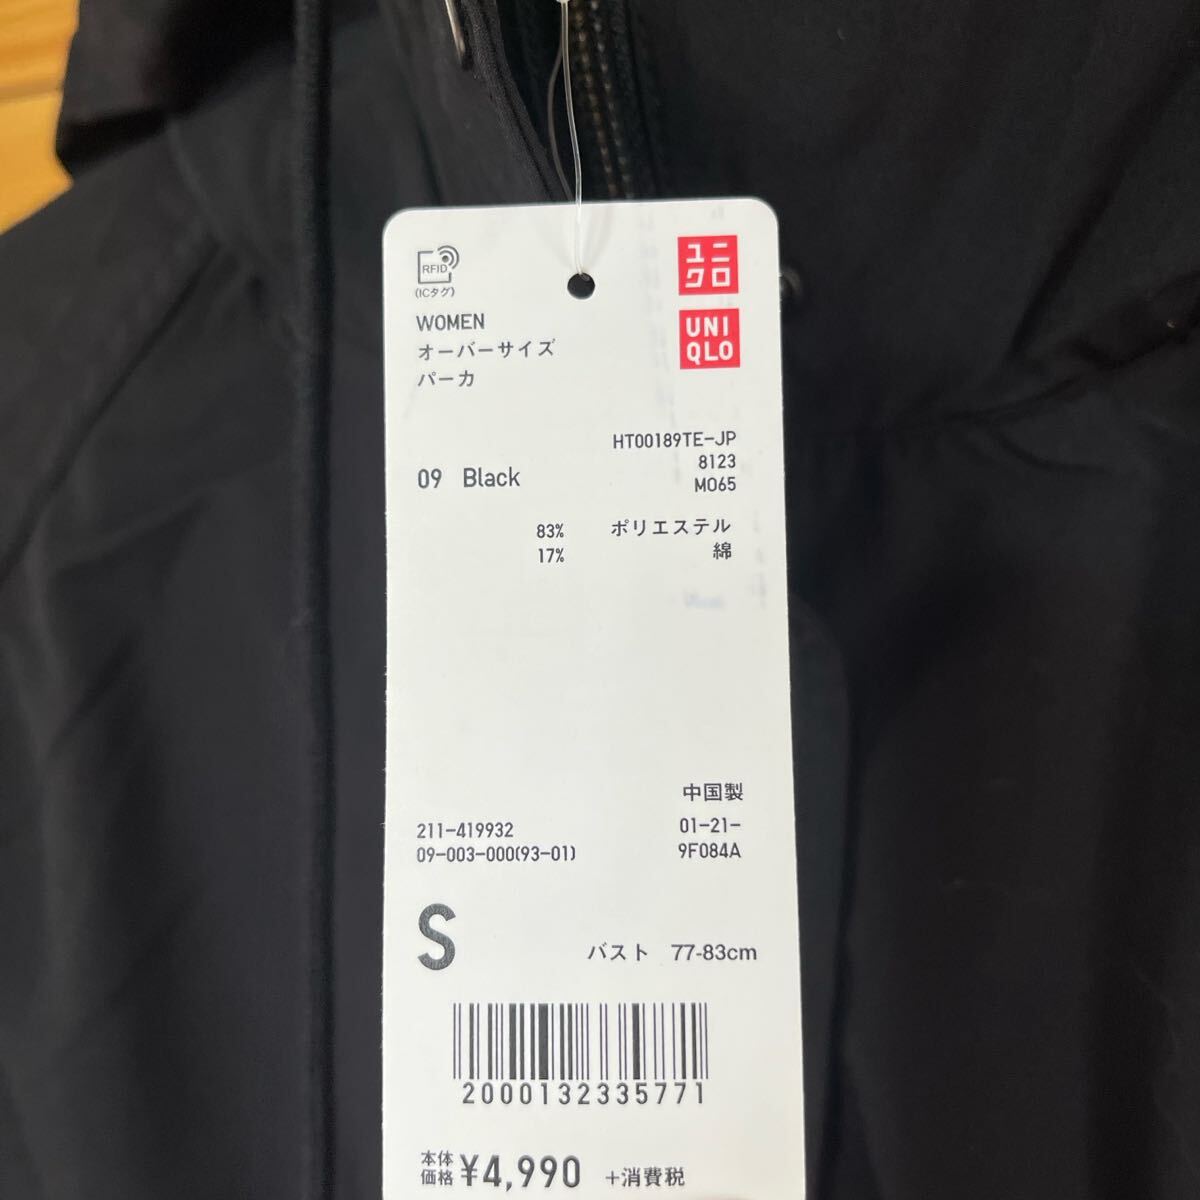 RFID
(ICタグ)
ユニ
クロ
UNI
QLO
WOMEN
オーバーサイズ
パーカ
HT00189TE-JP
8123
M065
09 Black
83% ポリエステル
17% 綿
中国製
211-419932
01-21-
09-003-000(93-01)
9F084A
S
バスト 77-83cm
2000132335771
本体
価格 ¥4,990 +消費税